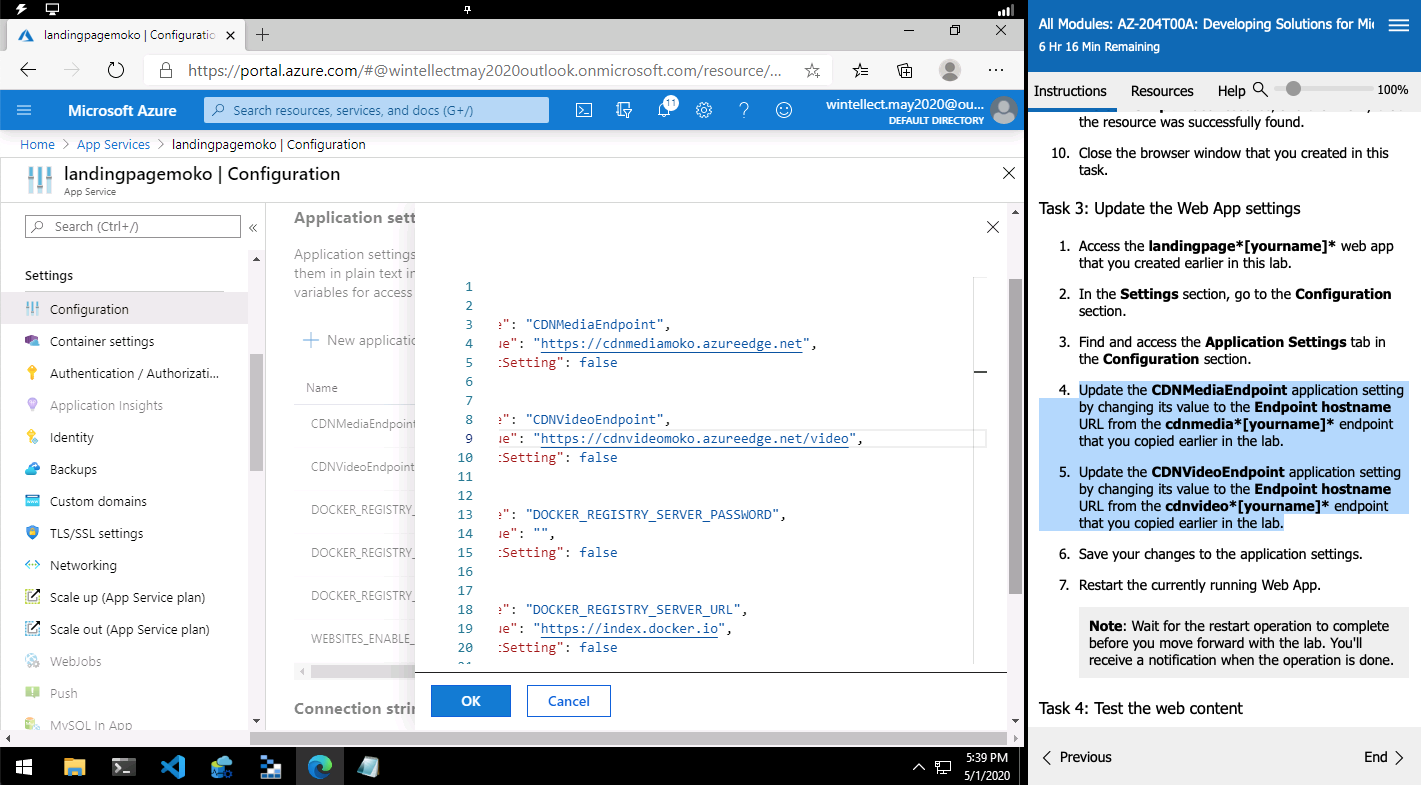 landingpagemoko | Configuratio
https://portal.azure.com/#@wintellectmay2020outlook.onmicrosoft.com/resource/...
Microsoft Azure
Search resources, services, and docs (G+/)
11
wintellect.may2020@ou...
DEFAULT DIRECTORY
Home > App Services > landingpagemoko | Configuration
landingpagemoko | Configuration
App Service
Search (Ctrl+/)
«
Settings
Configuration
Container settings
Authentication / Authorizati...
Application Insights
Identity
Backups
Custom domains
TLS/SSL settings
Networking
Scale up (App Service plan)
Scale out (App Service plan)
WebJobs
Push
MySQL In App
Application sett
Application settings
them in plain text in
variables for access
New applicatio
Name
CDNMediaEndpoint
CDNVideoEndpoint
DOCKER_REGISTRY_
DOCKER_REGISTRY_
DOCKER_REGISTRY_
WEBSITES_ENABLE_
Connection strin
1
2
3 e": "CDNMediaEndpoint",
4 ue": "https://cdnmediamoko.azureedge.net",
5 tSetting": false
6
7
8 e": "CDNVideoEndpoint",
9 ue": "https://cdnvideomoko.azureedge.net/video",
10 tSetting": false
11
12
13 e": "DOCKER_REGISTRY_SERVER_PASSWORD",
14 ue": "",
15 tSetting": false
16
17
18 e": "DOCKER_REGISTRY_SERVER_URL",
19 ue": "https://index.docker.io",
20 tSetting": false
OK
Cancel
5:39 PM
5/1/2020
All Modules: AZ-204T00A: Developing Solutions for Mic
6 Hr 16 Min Remaining
Instructions
Resources
Help
100%
the resource was successfully found.
10. Close the browser window that you created in this
task.
Task 3: Update the Web App settings
1. Access the landingpage*[yourname]* web app
that you created earlier in this lab.
2. In the Settings section, go to the Configuration
section.
3. Find and access the Application Settings tab in
the Configuration section.
4. Update the CDNMediaEndpoint application setting
by changing its value to the Endpoint hostname
URL from the cdnmedia*[yourname]* endpoint
that you copied earlier in the lab.
5. Update the CDNVideoEndpoint application setting
by changing its value to the Endpoint hostname
URL from the cdnvideo*[yourname]* endpoint
that you copied earlier in the lab.
6. Save your changes to the application settings.
7. Restart the currently running Web App.
Note: Wait for the restart operation to complete
before you move forward with the lab. You'll
receive a notification when the operation is done.
Task 4: Test the web content
Previous
End